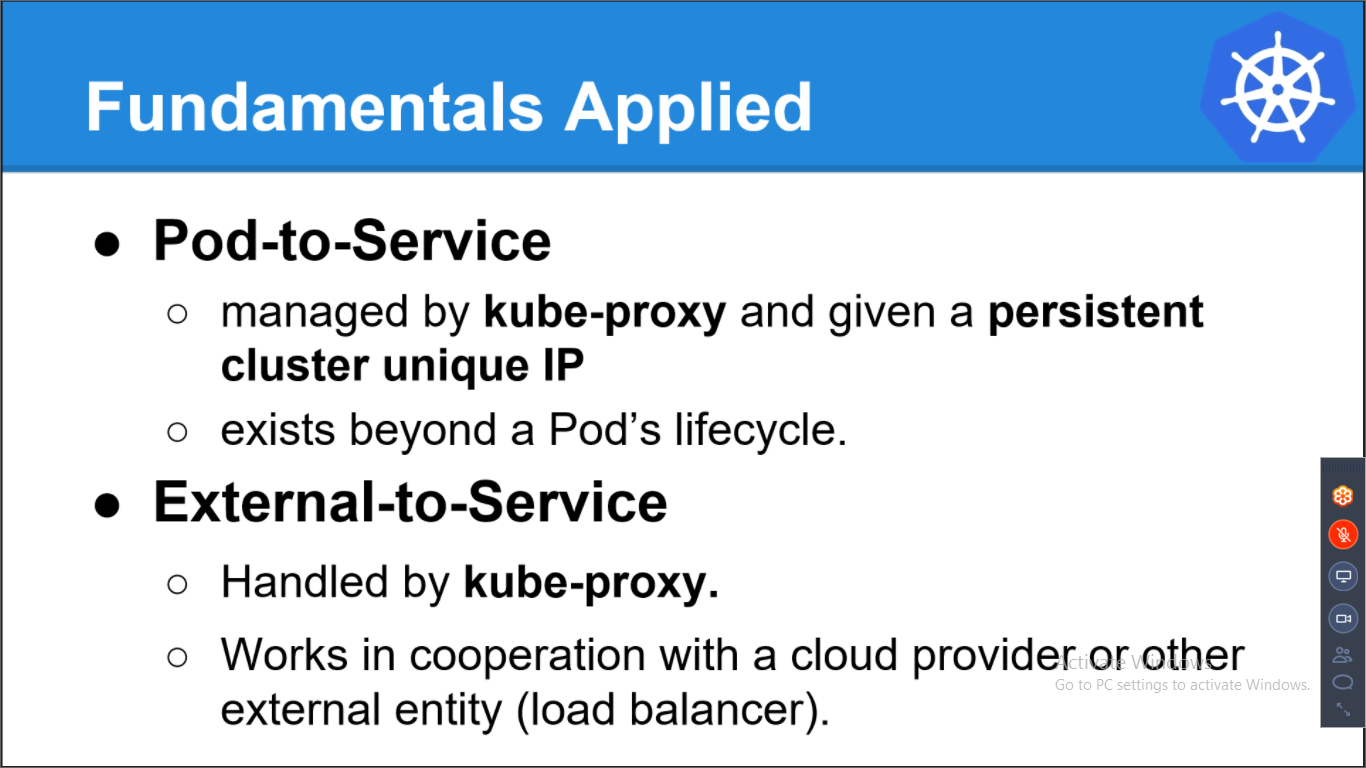 Fundamentals Applied
● Pod-to-Service
○ managed by kube-proxy and given a persistent
cluster unique IP
○ exists beyond a Pod’s lifecycle.
● External-to-Service
○ Handled by kube-proxy.
○ Works in cooperation with a cloud provider or other
external entity (load balancer).
Activate Windows
Go to PC settings to activate Windows.